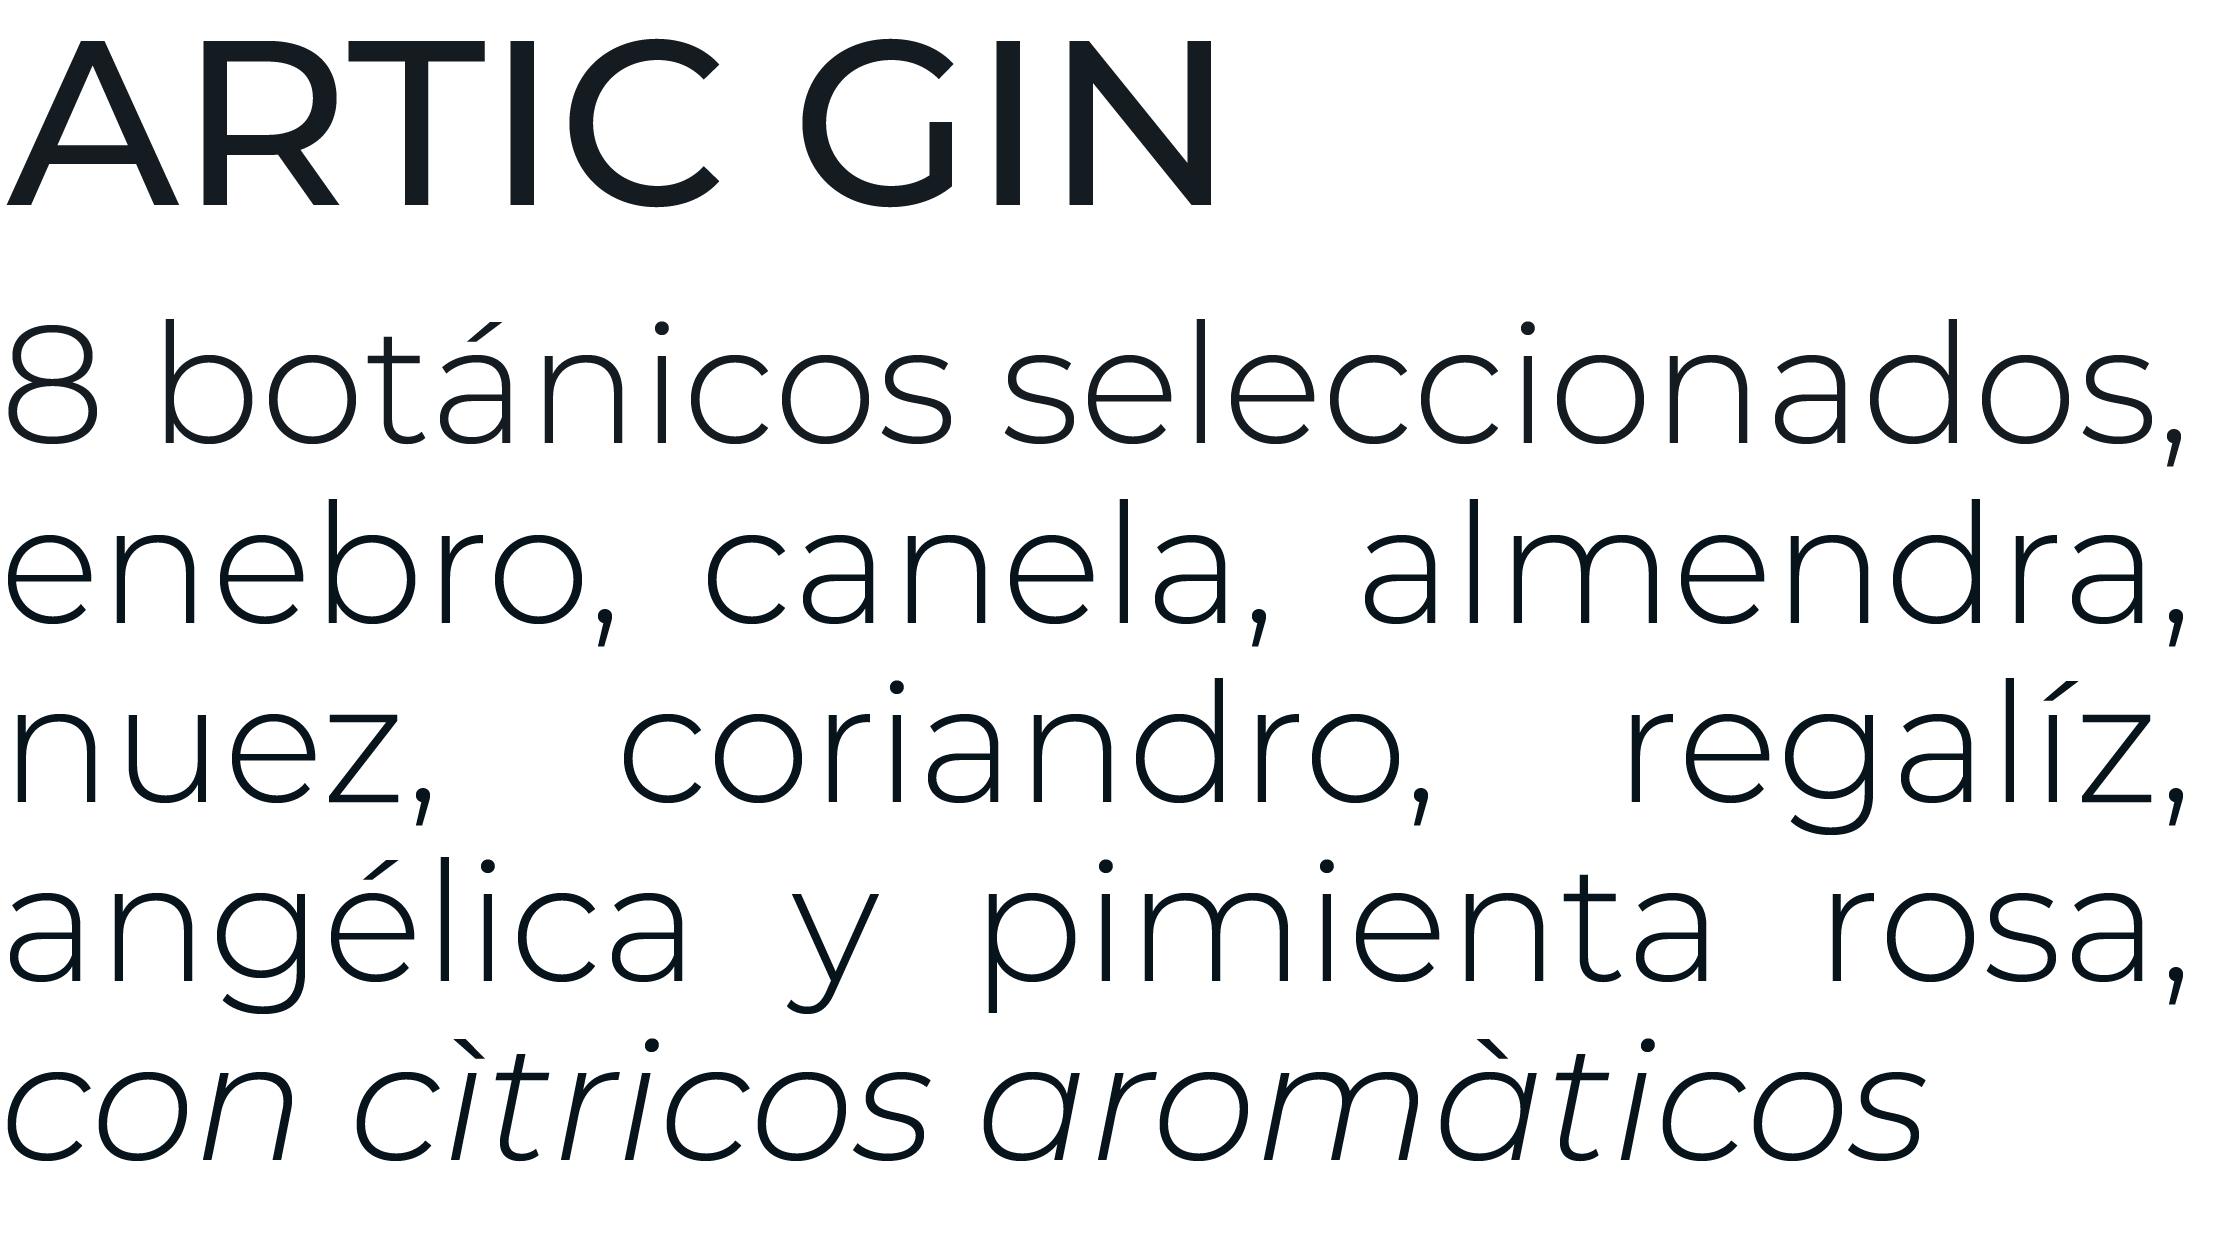 ARTIC GIN
8 botánicos seleccionados,
enebro, canela, almendra,
nuez, coriandro, regalíz,
angélica y pimienta rosa,
con cìtricos aromàticos